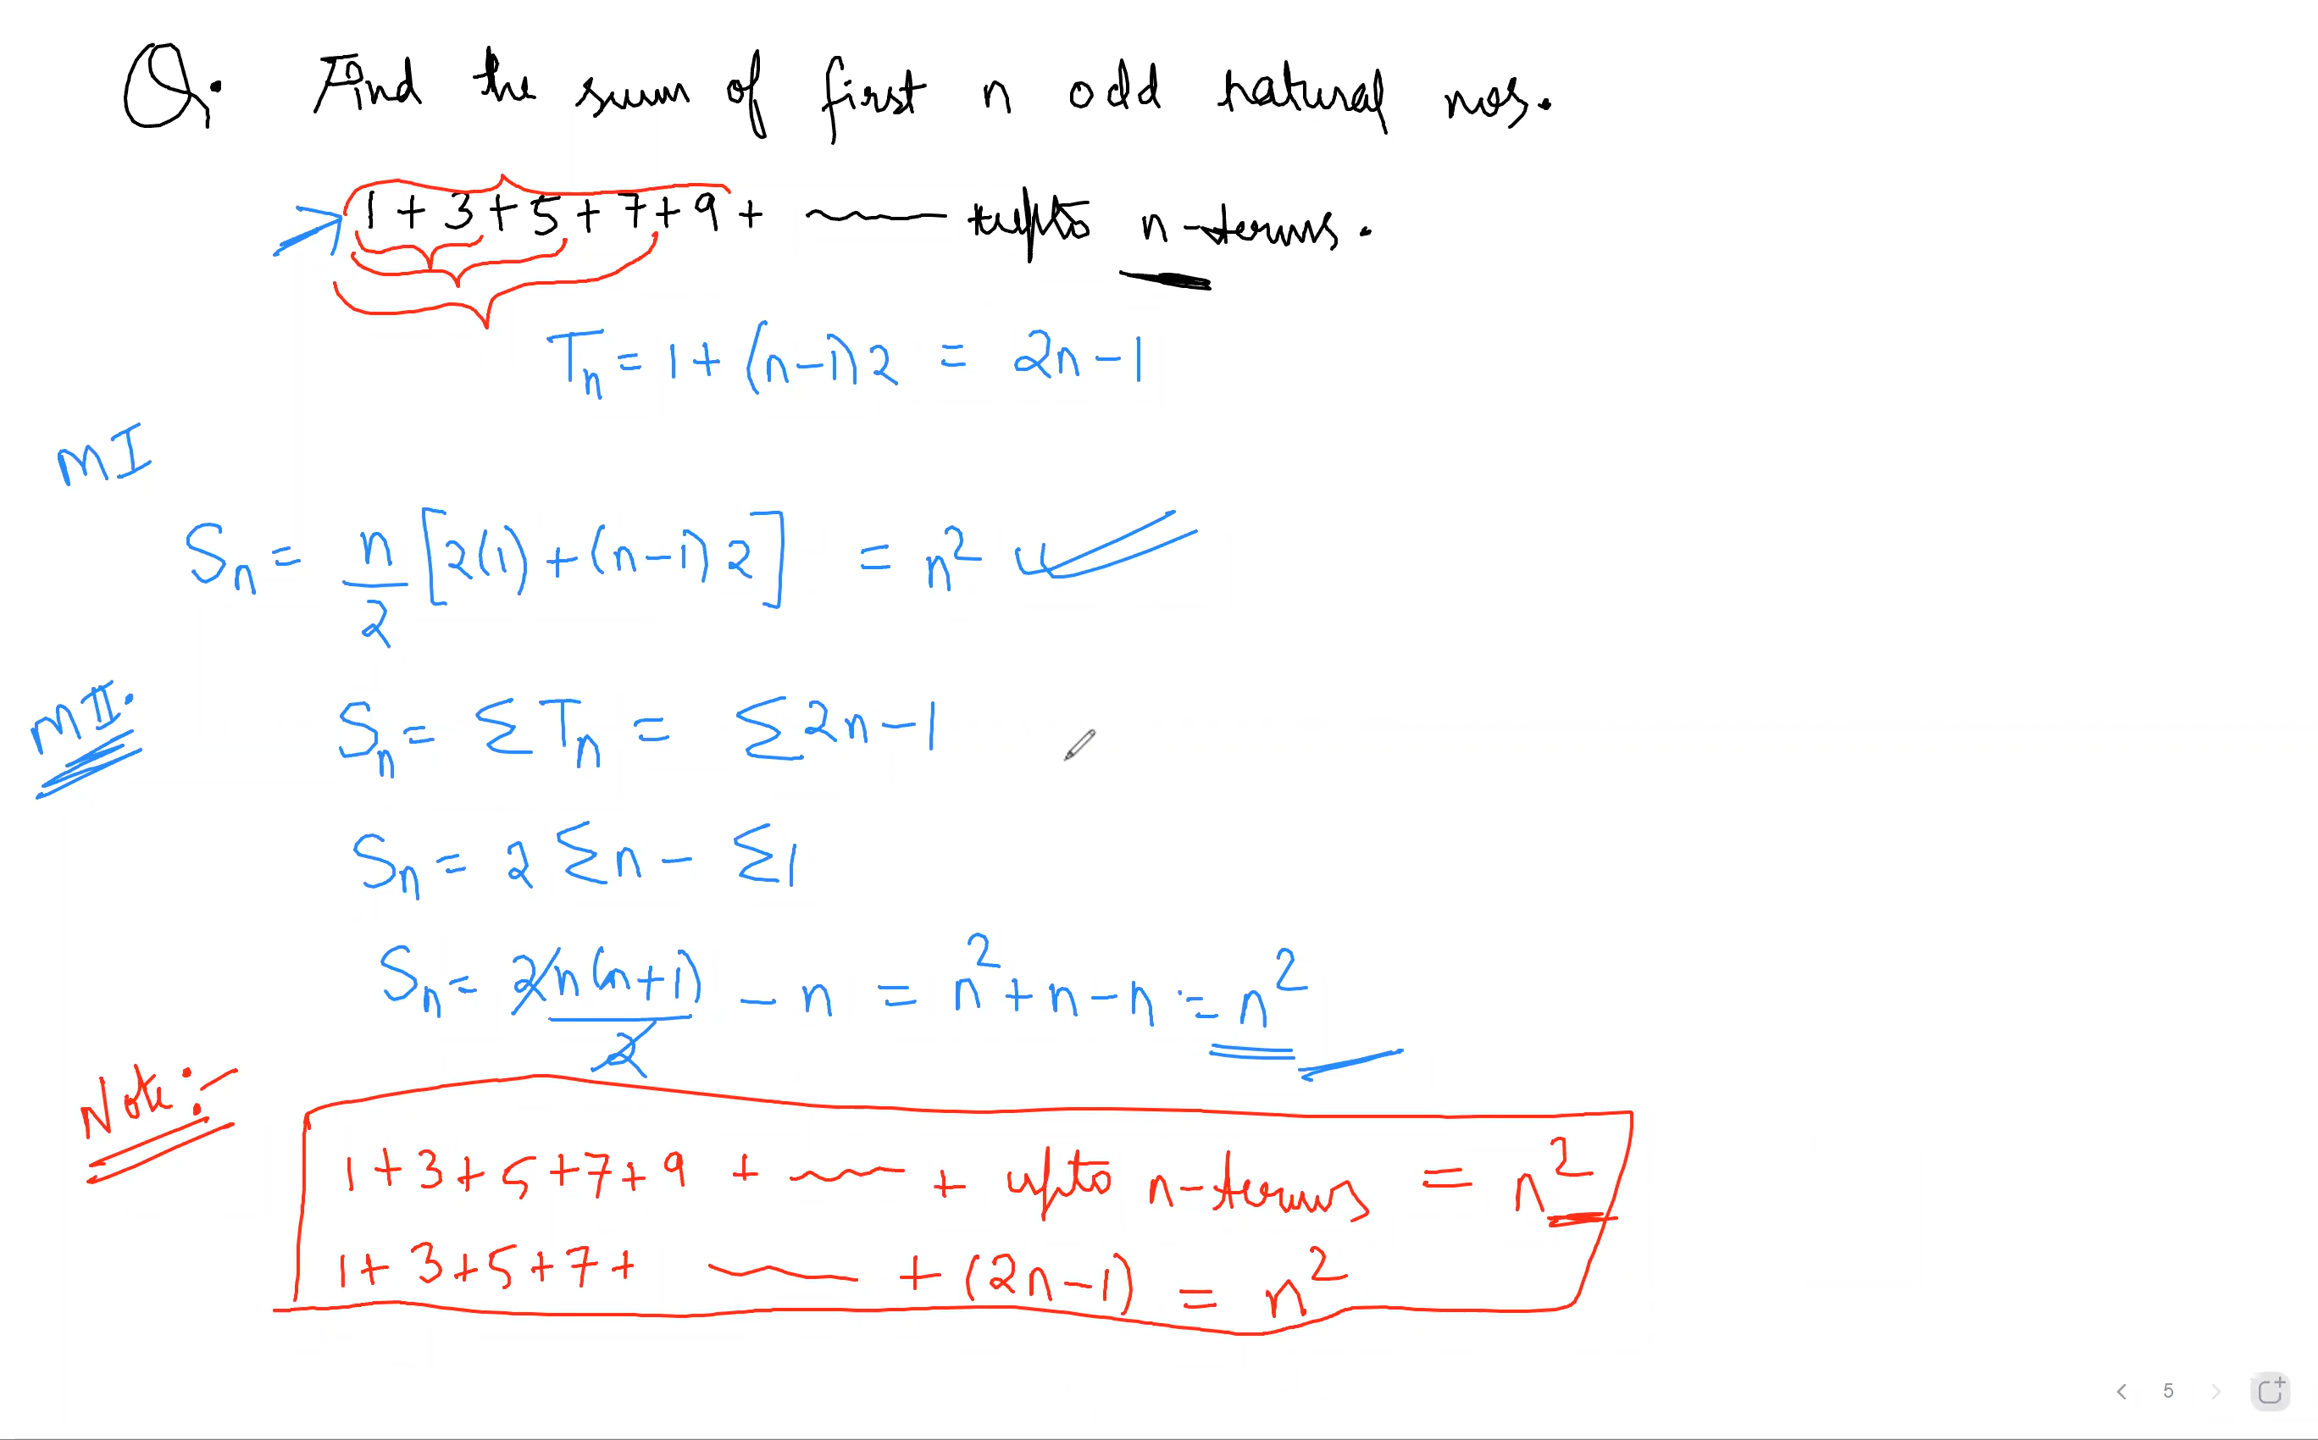 Q. Find the sum of first n odd natural nos.
1 + 3 + 5 + 7 + 9 + ~~~ upto n-terms.
Tn = 1 + (n-1)2 = 2n-1
MI
Sn = n/2 [2(1) + (n-1)2] = n²
MII.
Sn = ΣTn = Σ2n-1
Sn = 2Σn - Σ1
Sn = 2n(n+1)/2 - n = n²+n-n = n²
Note:-
1+3+5+7+9 + ~~~ + upto n-terms = n²
1+3+5+7+ ~~~ + (2n-1) = n²
< 5 >